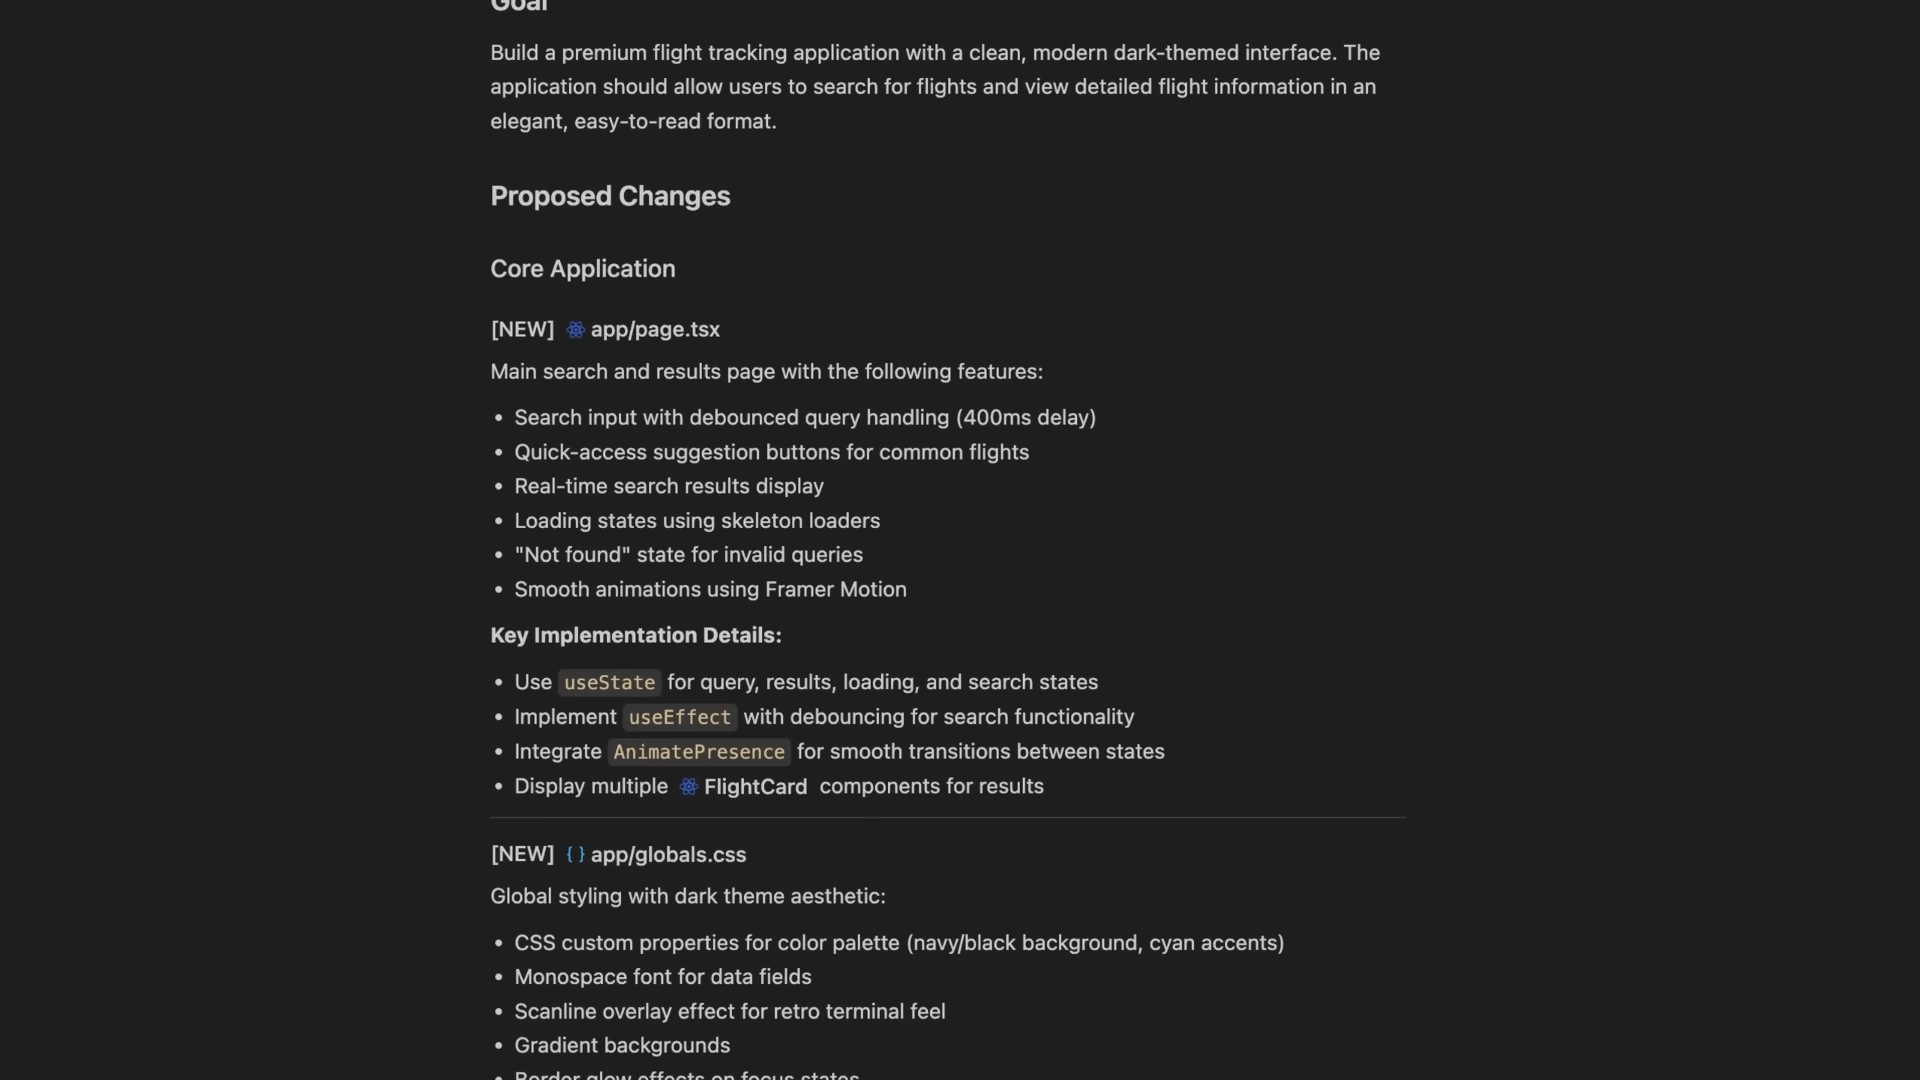 Goal
Build a premium flight tracking application with a clean, modern dark-themed interface. The
application should allow users to search for flights and view detailed flight information in an
elegant, easy-to-read format.
Proposed Changes
Core Application
[NEW] app/page.tsx
Main search and results page with the following features:
• Search input with debounced query handling (400ms delay)
• Quick-access suggestion buttons for common flights
• Real-time search results display
• Loading states using skeleton loaders
• "Not found" state for invalid queries
• Smooth animations using Framer Motion
Key Implementation Details:
• Use useState for query, results, loading, and search states
• Implement useEffect with debouncing for search functionality
• Integrate AnimatePresence for smooth transitions between states
• Display multiple FlightCard components for results
[NEW] {} app/globals.css
Global styling with dark theme aesthetic:
• CSS custom properties for color palette (navy/black background, cyan accents)
• Monospace font for data fields
• Scanline overlay effect for retro terminal feel
• Gradient backgrounds
• Border glow effects on focus states